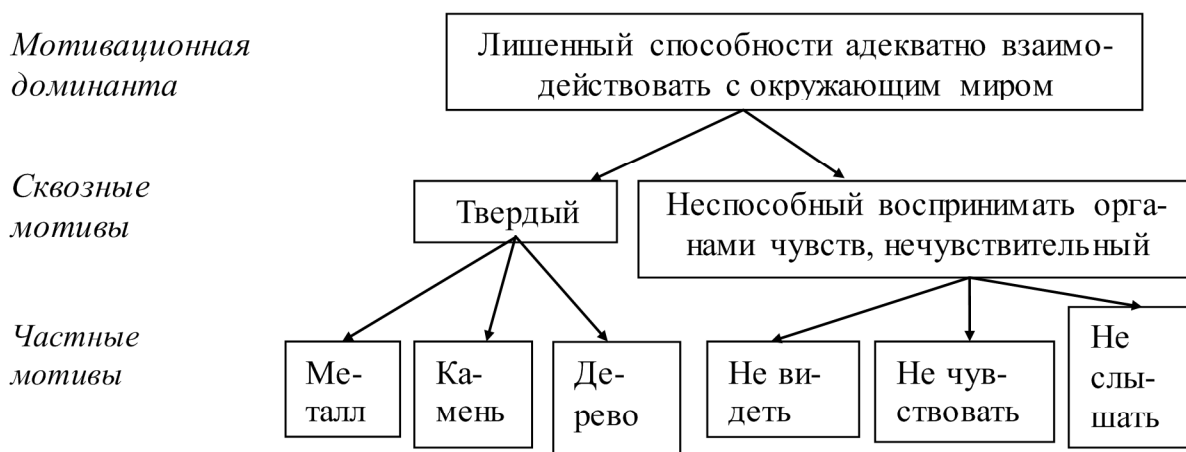 Мотивационная
доминанта
Лишенный способности адекватно взаимо-
действовать с окружающим миром
Сквозные
мотивы
Твердый
Неспособный воспринимать орга-
нами чувств, нечувствительный
Частные
мотивы
Ме-
талл
Ка-
мень
Де-
рево
Не ви-
деть
Не чув-
ствовать
Не
слы-
шать